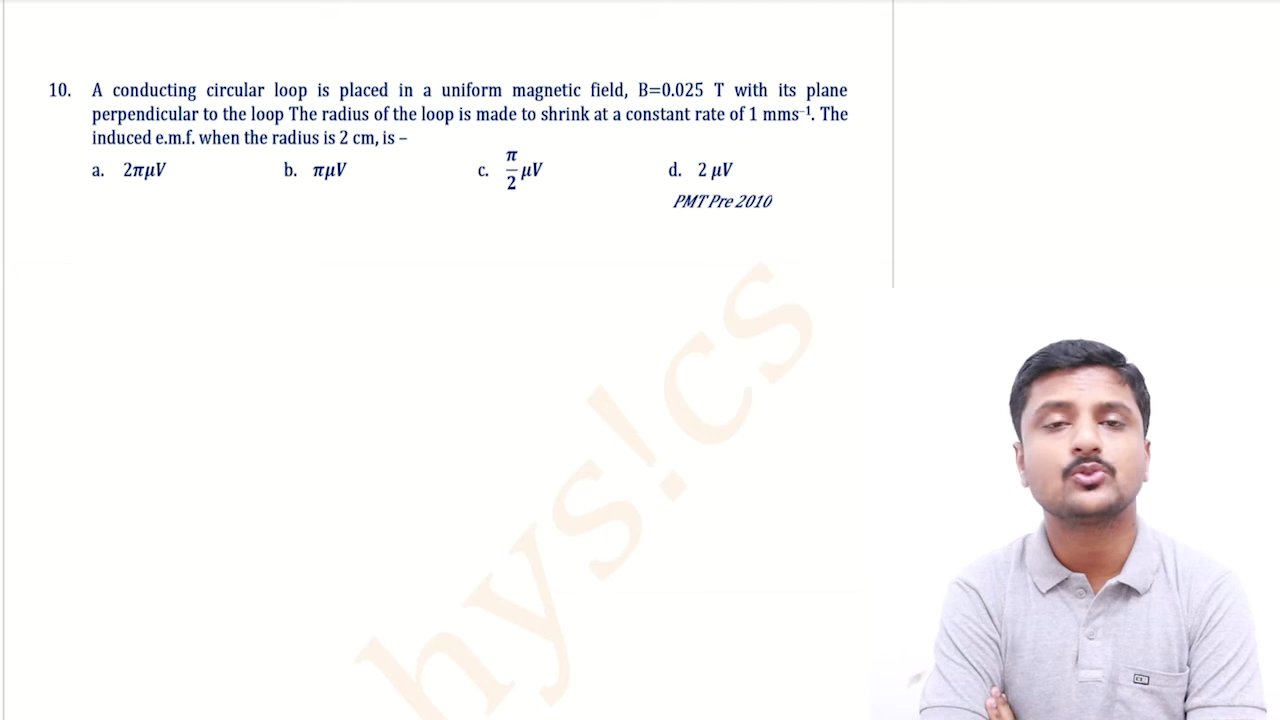 10. A conducting circular loop is placed in a uniform magnetic field, B=0.025 T with its plane
perpendicular to the loop The radius of the loop is made to shrink at a constant rate of 1 mms⁻¹. The
induced e.m.f. when the radius is 2 cm, is –
a. 2πμV b. πμV c. π/2 μV d. 2 μV
PMT Pre 2010
hys!cs